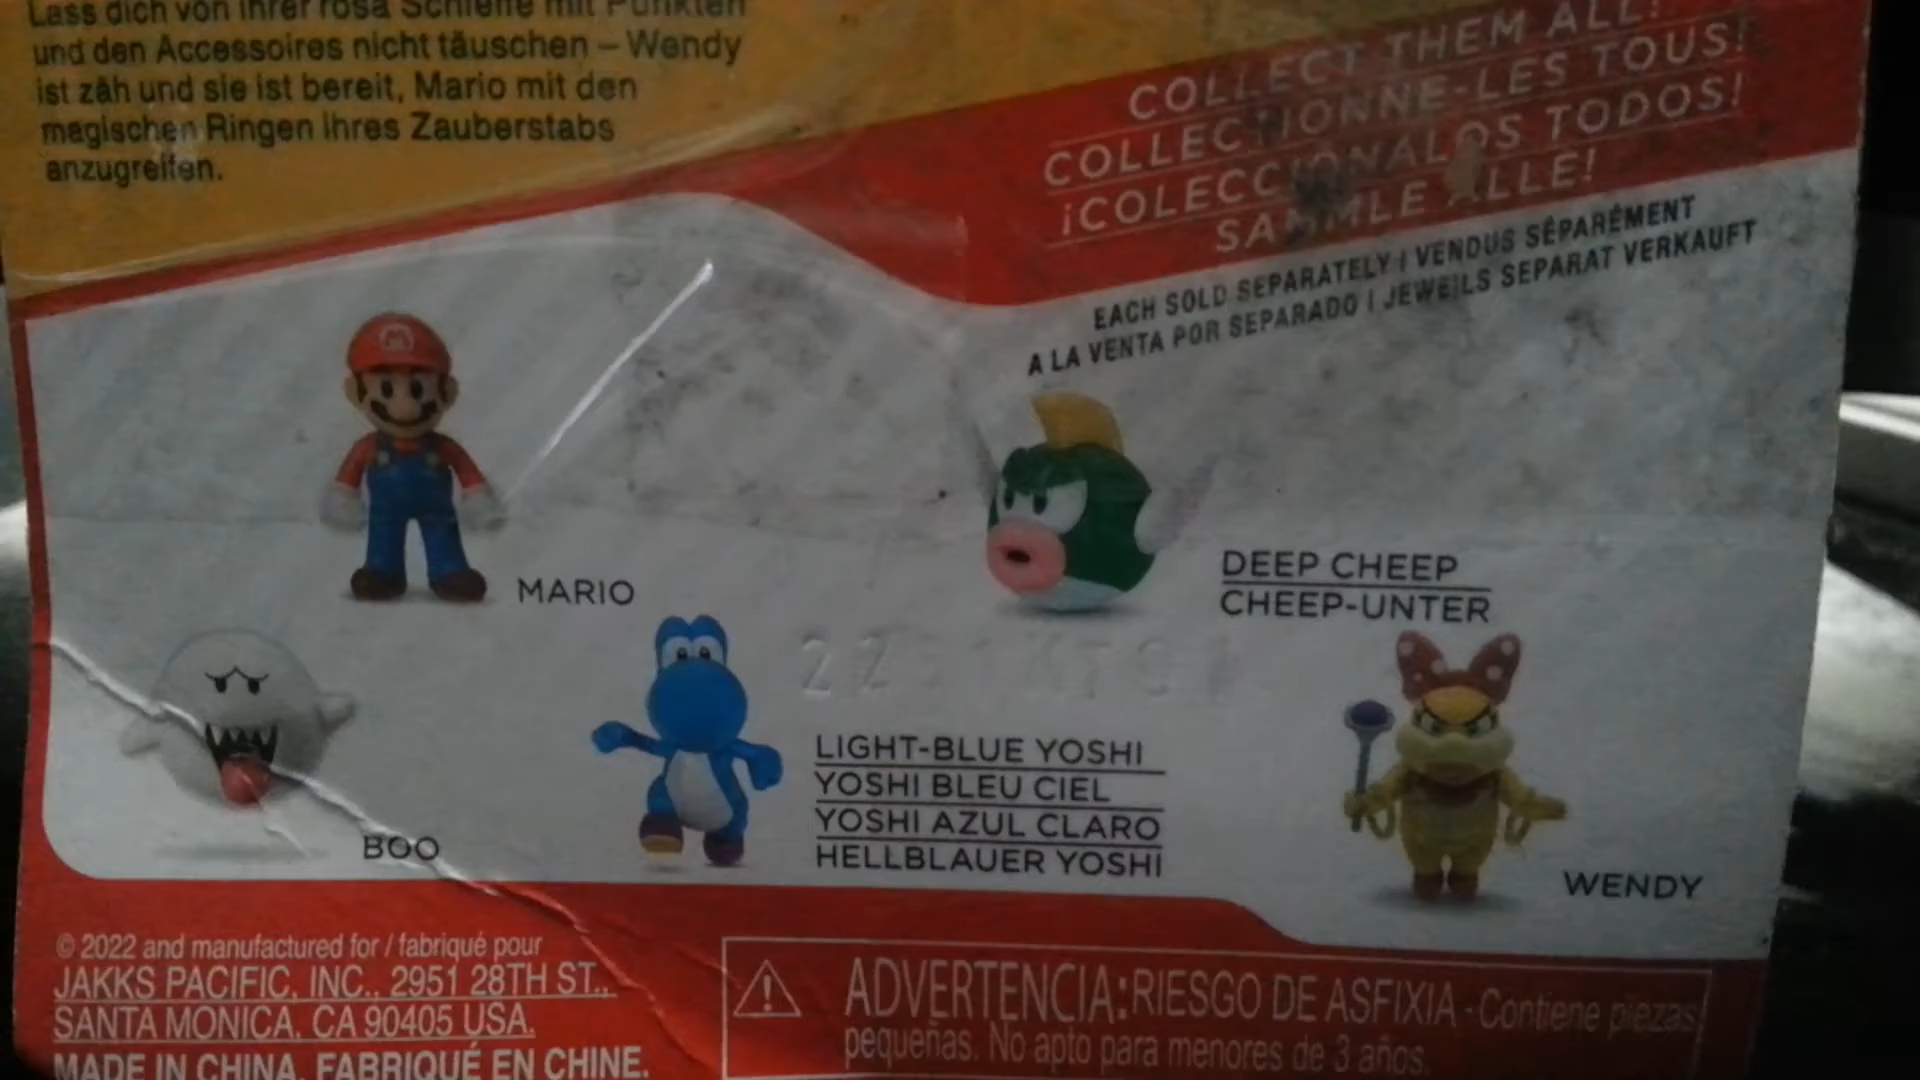 Lass dich von ihrer rosa Schleife mit Punkten
und den Accessoires nicht täuschen – Wendy
ist zäh und sie ist bereit, Mario mit den
magischen Ringen ihres Zauberstabs
anzugreifen.
COLLECT THEM ALL!
COLLECTIONNE-LES TOUS!
¡COLECCIÓNALOS TODOS!
SAMMLE ALLE!
EACH SOLD SEPARATELY | VENDUS SÉPARÉMENT
A LA VENTA POR SEPARADO | JEWEILS SEPARAT VERKAUFT
M
MARIO
DEEP CHEEP
CHEEP-UNTER
BOO
LIGHT-BLUE YOSHI
YOSHI BLEU CIEL
YOSHI AZUL CLARO
HELLBLAUER YOSHI
WENDY
© 2022 and manufactured for / fabriqué pour
JAKKS PACIFIC, INC., 2951 28TH ST.,
SANTA MONICA, CA 90405 USA.
MADE IN CHINA. FABRIQUÉ EN CHINE.
ADVERTENCIA: RIESGO DE ASFIXIA - Contiene piezas
pequeñas. No apto para menores de 3 años.